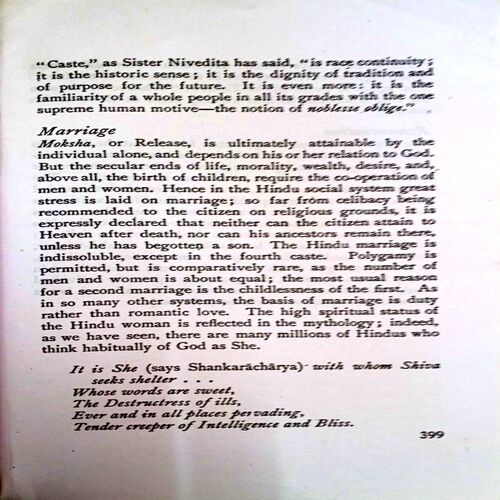 “Caste,” as Sister Nivedita has said, “is race continuity;
it is the historic sense; it is the dignity of tradition and
of purpose for the future. It is even more: it is the
familiarity of a whole people in all its grades with the one
supreme human motive—the notion of noblesse oblige.”
Marriage
Moksha, or Release, is ultimately attainable by the
individual alone, and depends on his or her relation to God.
But the secular ends of life, morality, wealth, desire, and,
above all, the birth of children, require the co-operation of
men and women. Hence in the Hindu social system great
stress is laid on marriage; so far from celibacy being
recommended to the citizen on religious grounds, it is
expressly declared that neither can the citizen attain to
Heaven after death, nor can his ancestors remain there,
unless he has begotten a son. The Hindu marriage is
indissoluble, except in the fourth caste. Polygamy is
permitted, but is comparatively rare, as the number of
men and women is about equal; the most usual reason
for a second marriage is the childlessness of the first. As
in so many other systems, the basis of marriage is duty
rather than romantic love. The high spiritual status of
the Hindu woman is reflected in the mythology; indeed,
as we have seen, there are many millions of Hindus who
think habitually of God as She.
It is She (says Shankarāchārya) with whom Shiva
seeks shelter . . .
Whose words are sweet,
The Destructress of ills,
Ever and in all places pervading,
Tender creeper of Intelligence and Bliss.
399